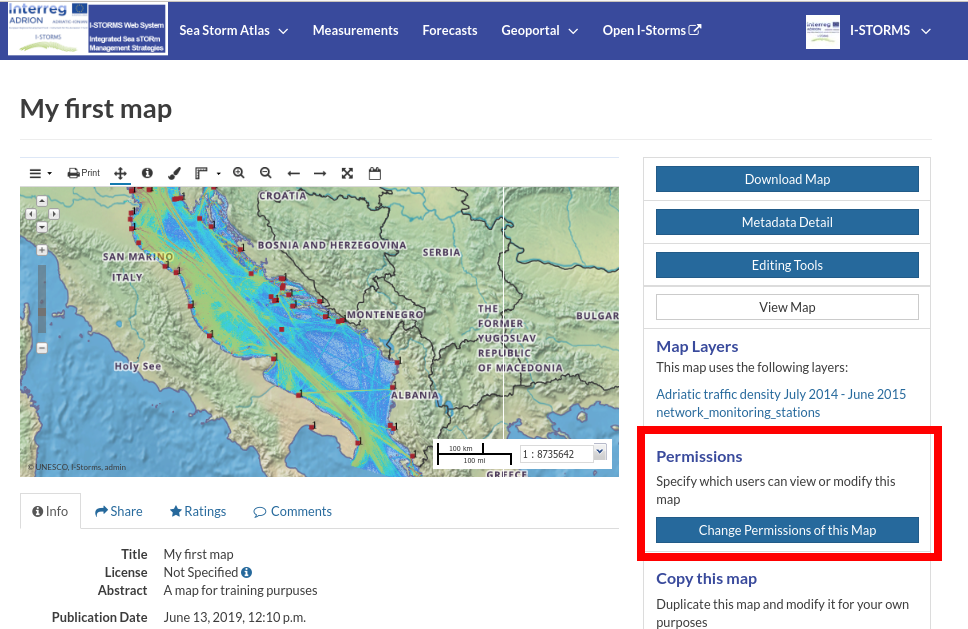 Interreg
ADRION ADRIATIC-IONIAN
I-STORMS
I-STORMS Web System
Integrated Sea sTORm
Management Strategies
Sea Storm Atlas Measurements Forecasts Geoportal Open I-Storms I-STORMS
My first map
Print
CROATIA
BOSNIA AND HERZEGOVINA
SERBIA
SAN MARINO
ITALY
MONTENEGRO
THE
FORMER
YUGOSLAV
REPUBLIC
OF MACEDONIA
BULGAR
Holy See
ALBANIA
GREECE
100 km
100 mi
1 : 8735642
© UNESCO, I-Storms, admin
Download Map
Metadata Detail
Editing Tools
View Map
Map Layers
This map uses the following layers:
Adriatic traffic density July 2014 - June 2015
network_monitoring_stations
Permissions
Specify which users can view or modify this
map
Change Permissions of this Map
Copy this map
Duplicate this map and modify it for your own
purposes
Info Share Ratings Comments
Title My first map
License Not Specified
Abstract A map for training purpuses
Publication Date June 13, 2019, 12:10 p.m.